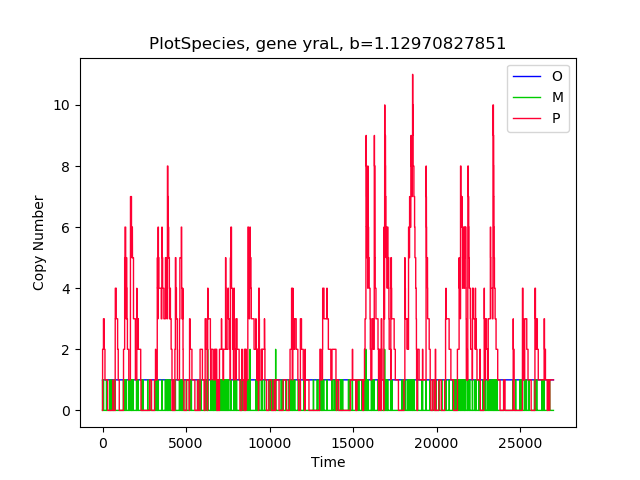 PlotSpecies, gene yraL, b=1.12970827851
O
M
P
10
8
6
4
2
0
Copy Number
0 5000 10000 15000 20000 25000
Time